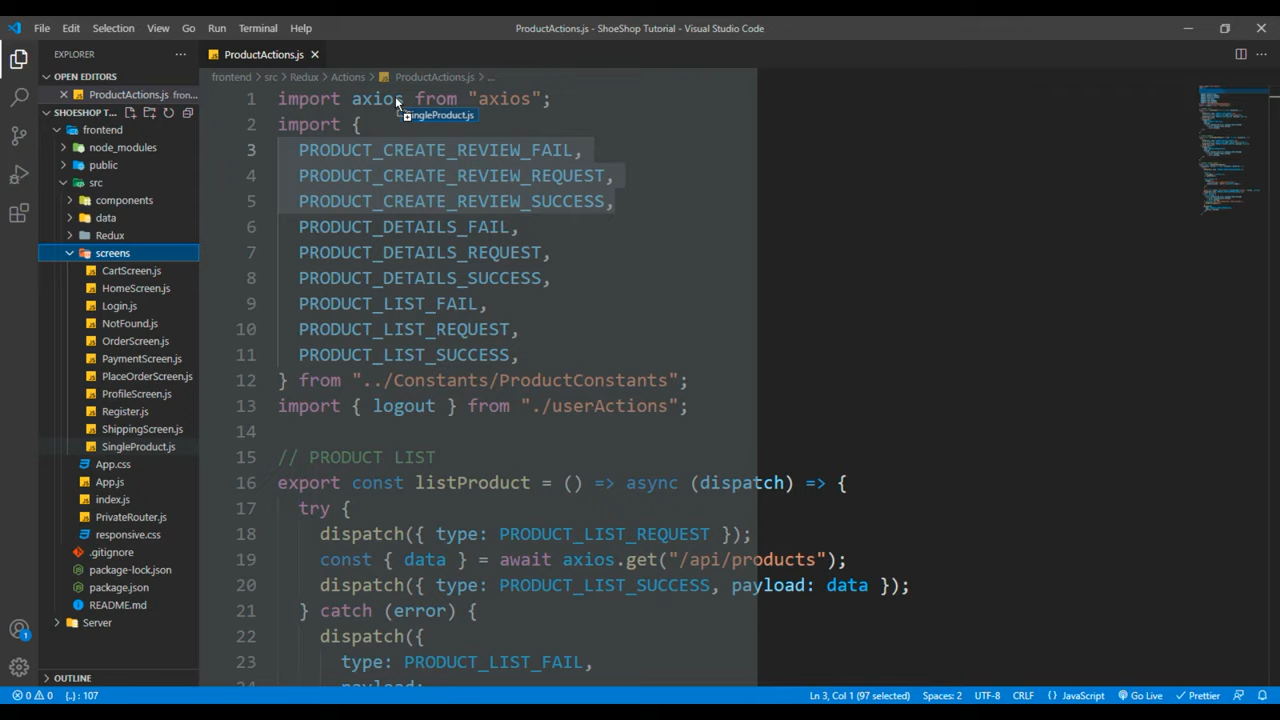 File Edit Selection View Go Run Terminal Help
ProductActions.js - ShoeShop Tutorial - Visual Studio Code
EXPLORER
OPEN EDITORS
ProductActions.js fron...
SHOESHOP T...
frontend
node_modules
public
src
components
data
Redux
screens
CartScreen.js
HomeScreen.js
Login.js
NotFound.js
OrderScreen.js
PaymentScreen.js
PlaceOrderScreen.js
ProfileScreen.js
Register.js
ShippingScreen.js
SingleProduct.js
App.css
App.js
index.js
PrivateRouter.js
responsive.css
.gitignore
package-lock.json
package.json
README.md
Server
OUTLINE
ProductActions.js
frontend > src > Redux > Actions > ProductActions.js > ...
1 import axios from "axios";
SingleProduct.js
2 import {
3 PRODUCT_CREATE_REVIEW_FAIL,
4 PRODUCT_CREATE_REVIEW_REQUEST,
5 PRODUCT_CREATE_REVIEW_SUCCESS,
6 PRODUCT_DETAILS_FAIL,
7 PRODUCT_DETAILS_REQUEST,
8 PRODUCT_DETAILS_SUCCESS,
9 PRODUCT_LIST_FAIL,
10 PRODUCT_LIST_REQUEST,
11 PRODUCT_LIST_SUCCESS,
12 } from "../Constants/ProductConstants";
13 import { logout } from "./userActions";
14
15 // PRODUCT LIST
16 export const listProduct = () => async (dispatch) => {
17 try {
18 dispatch({ type: PRODUCT_LIST_REQUEST });
19 const { data } = await axios.get("/api/products");
20 dispatch({ type: PRODUCT_LIST_SUCCESS, payload: data });
21 } catch (error) {
22 dispatch({
23 type: PRODUCT_LIST_FAIL,
1
0 0 {..} : 107
Ln 3, Col 1 (97 selected) Spaces: 2 UTF-8 CRLF {} JavaScript Go Live Prettier